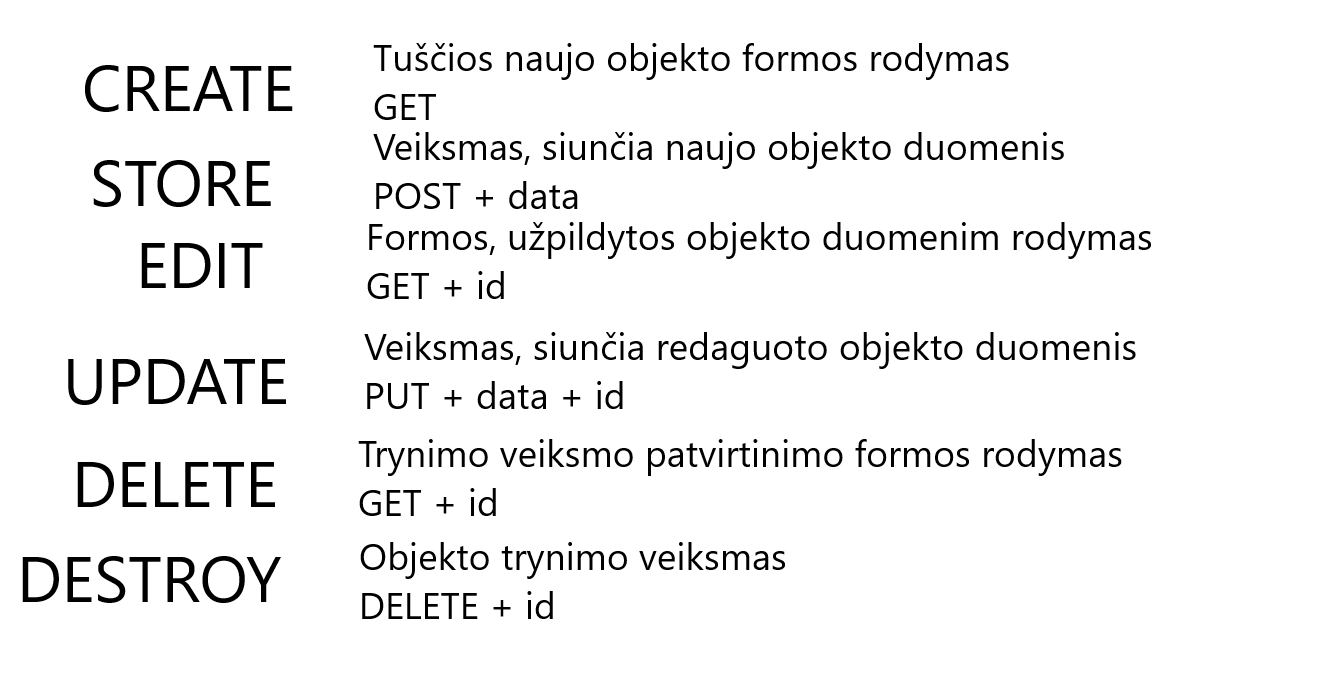 CREATE
Tuščios naujo objekto formos rodymas
GET
STORE
Veiksmas, siunčia naujo objekto duomenis
POST + data
EDIT
Formos, užpildytos objekto duomenim rodymas
GET + id
UPDATE
Veiksmas, siunčia redaguoto objekto duomenis
PUT + data + id
DELETE
Trynimo veiksmo patvirtinimo formos rodymas
GET + id
DESTROY
Objekto trynimo veiksmas
DELETE + id